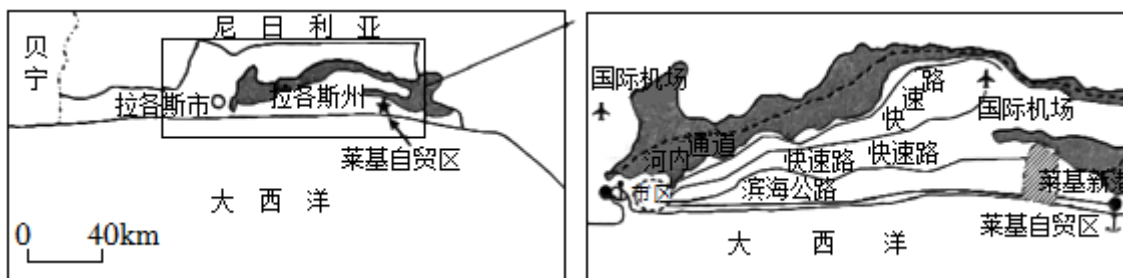 尼日利亚
贝宁
拉各斯市
拉各斯州
莱基自贸区
大西洋
0 40km
国际机场
快速路
国际机场
河内通道
快速路
快速路
市区
滨海公路
莱基新港
莱基自贸区
大西洋